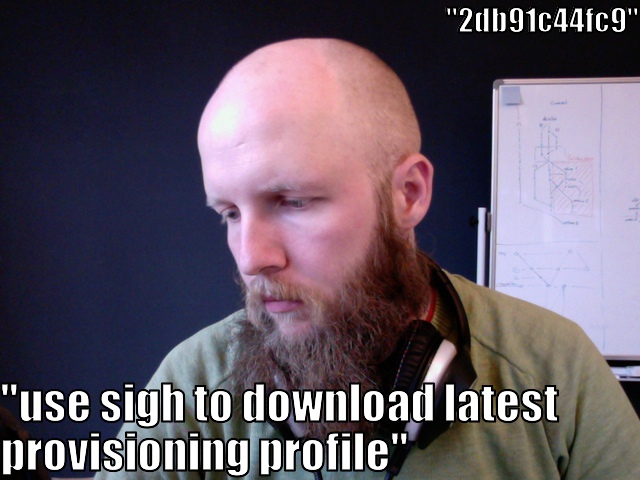 "2db91c44fc9"
"use sigh to download latest
provisioning profile"